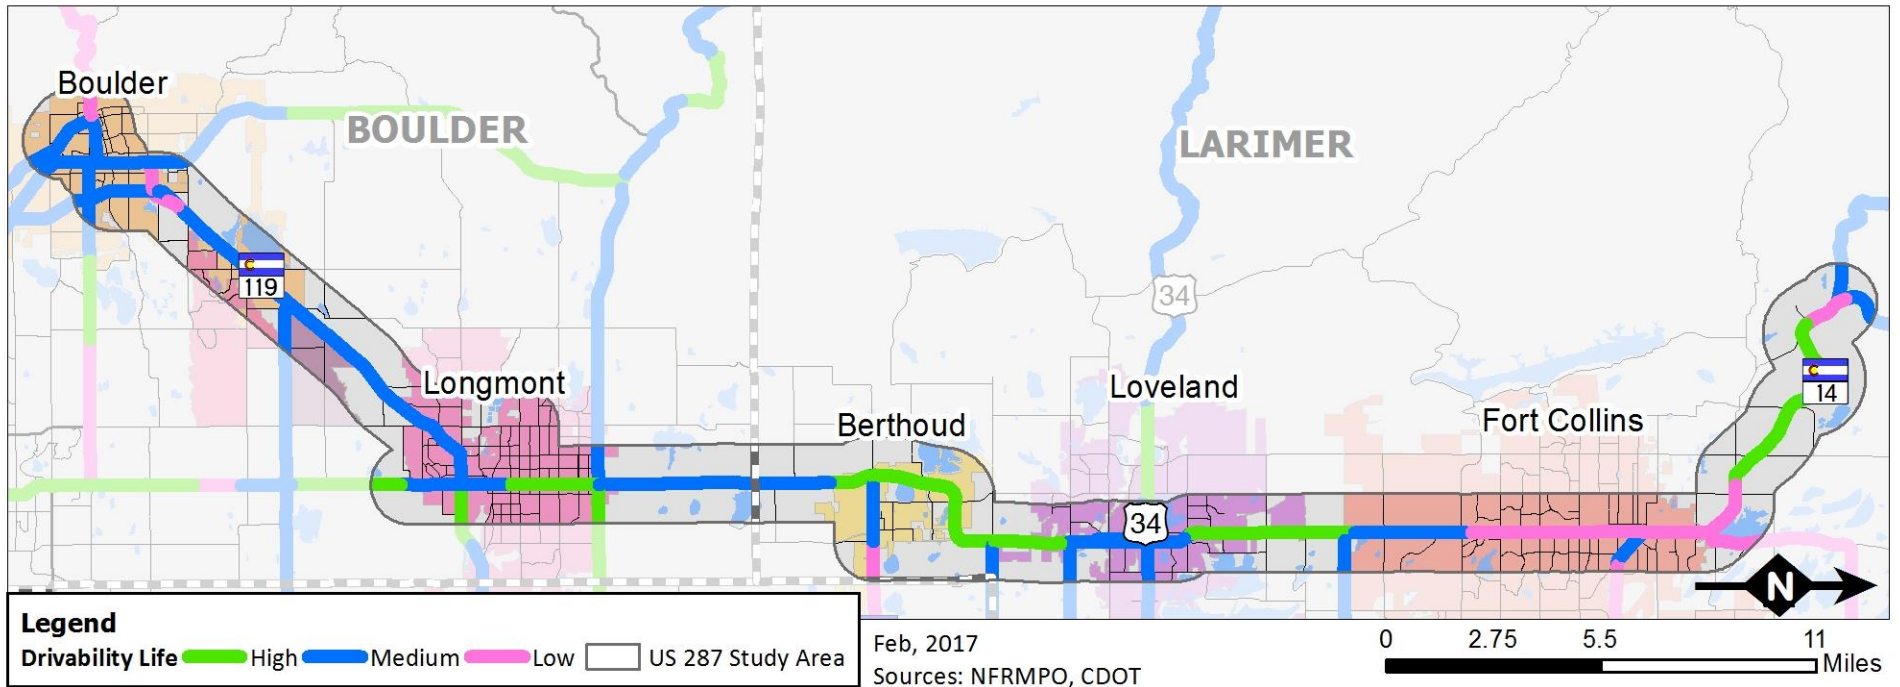 Boulder
BOULDER
LARIMER
119
34
Longmont
Loveland
14
Berthoud
Fort Collins
34
N
Legend
Drivability Life High Medium Low US 287 Study Area
Feb, 2017
Sources: NFRMPO, CDOT
0 2.75 5.5 11
Miles